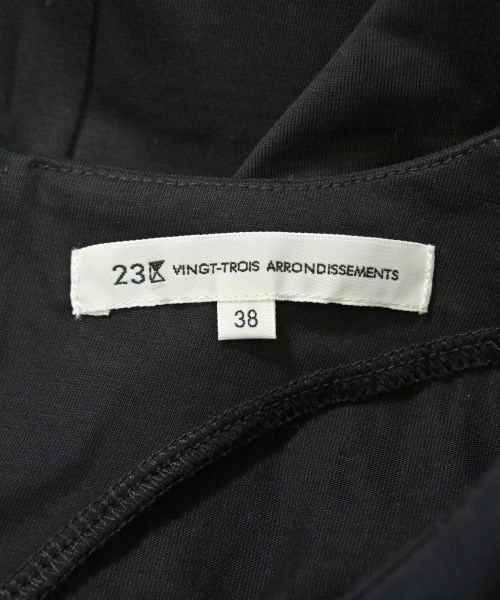 23区 VINGT-TROIS ARRONDISSEMENTS
38